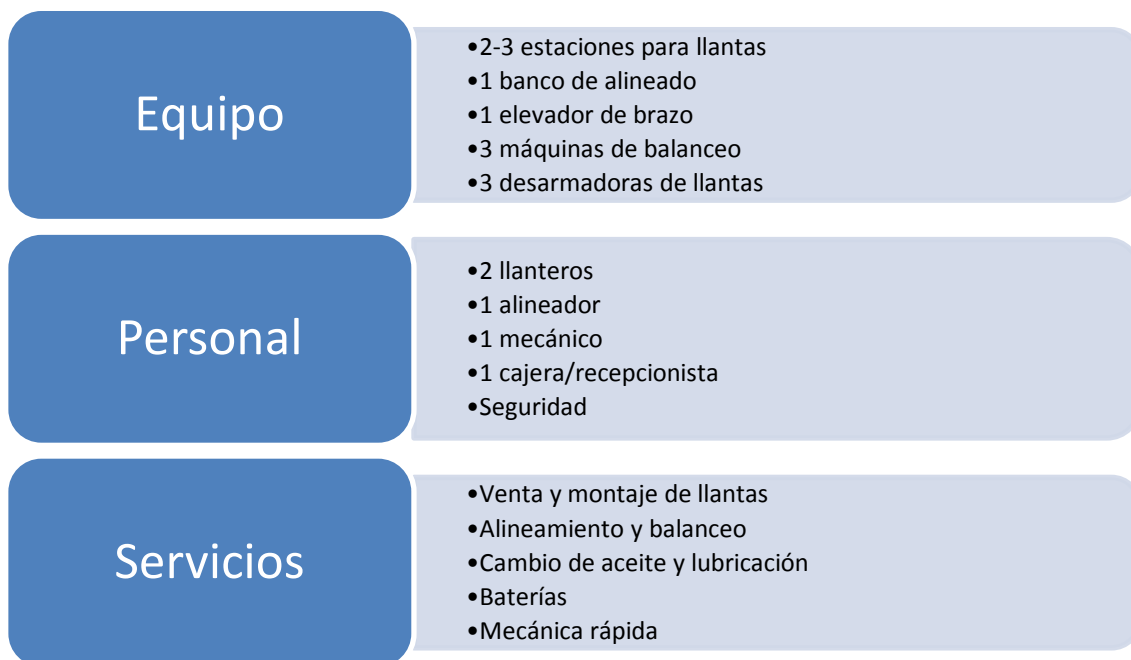 Equipo
•2-3 estaciones para llantas
•1 banco de alineado
•1 elevador de brazo
•3 máquinas de balanceo
•3 desarmadoras de llantas
Personal
•2 llanteros
•1 alineador
•1 mecánico
•1 cajera/recepcionista
•Seguridad
Servicios
•Venta y montaje de llantas
•Alineamiento y balanceo
•Cambio de aceite y lubricación
•Baterías
•Mecánica rápida